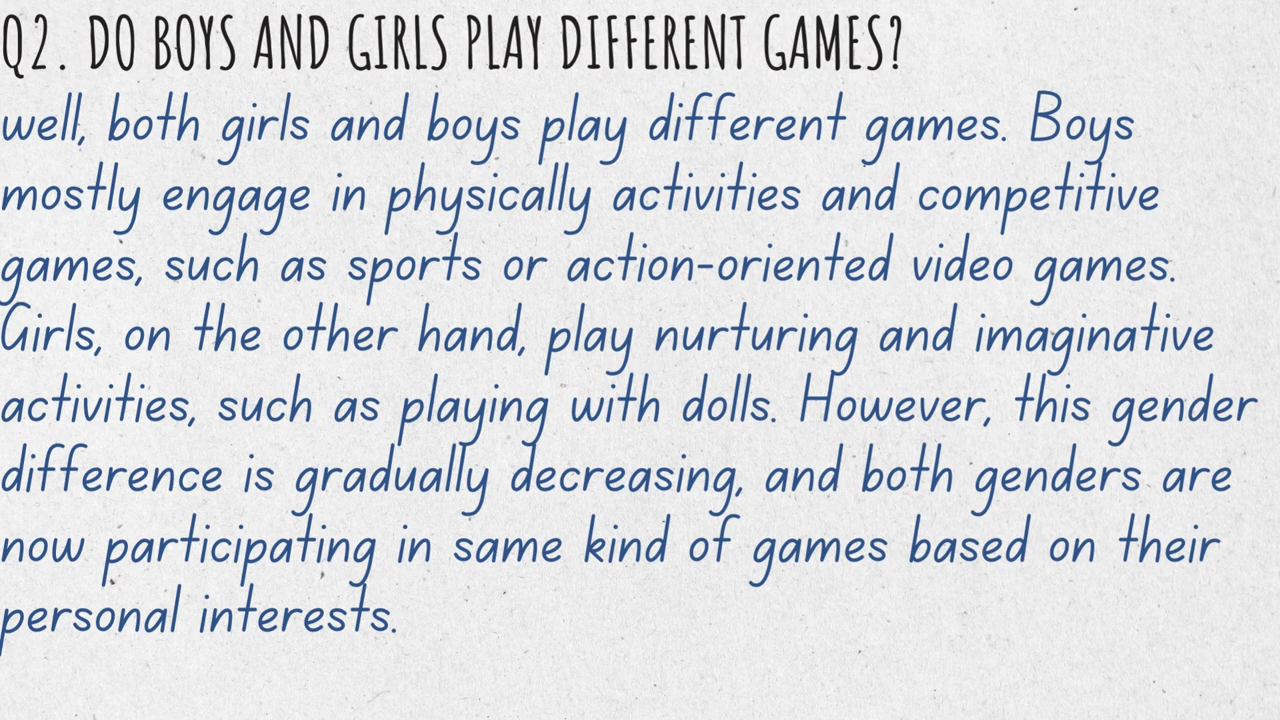 Q2. DO BOYS AND GIRLS PLAY DIFFERENT GAMES?
well, both girls and boys play different games. Boys
mostly engage in physically activities and competitive
games, such as sports or action-oriented video games.
Girls, on the other hand, play nurturing and imaginative
activities, such as playing with dolls. However, this gender
difference is gradually decreasing, and both genders are
now participating in same kind of games based on their
personal interests.